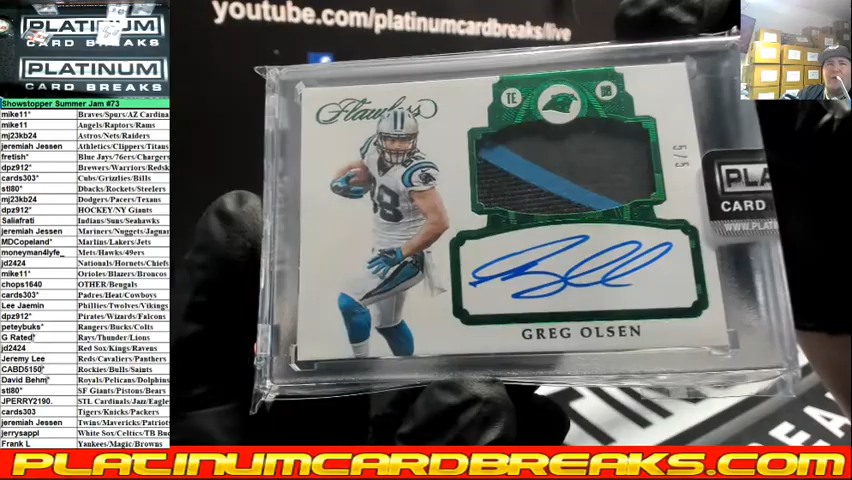 youtube.com/platinumcardbreaks/live
PLATINUM
CARD BREAKS
PLATINUM
CARD BREAKS
Showstopper Summer Jam #73
mike11* Braves/Spurs/AZ Cardina
mike11 Angels/Raptors/Rams
mj23kb24 Astros/Nets/Raiders
jeremiah Jessen Athletics/Clippers/Titans
fretish* Blue Jays/76ers/Chargers
dpz912* Brewers/Warriors/Redsk
cards303* Cubs/Grizzlies/Bills
stl80* Dbacks/Rockets/Steelers
mj23kb24 Dodgers/Pacers/Texans
dpz912* HOCKEY/NY Giants
Saliafrati Indians/Suns/Seahawks
jeremiah Jessen Mariners/Nuggets/Jaguar
MDCopeland* Marlins/Lakers/Jets
moneyman4lyfe_ Mets/Hawks/49ers
jd2424 Nationals/Hornets/Chiefs
mike11* Orioles/Blazers/Broncos
chops1640 OTHER/Bengals
cards303* Padres/Heat/Cowboys
Lee Jaemin Phillies/Twolves/Vikings
dpz912* Pirates/Wizards/Falcons
peteybuks* Rangers/Bucks/Colts
G Rated* Rays/Thunder/Lions
jd2424 Red Sox/Kings/Ravens
Jeremy Lee Reds/Cavaliers/Panthers
CABD5150* Rockies/Bulls/Saints
David Behm* Royals/Pelicans/Dolphins
stl80* SF Giants/Pistons/Bears
JPERRY2190. STL Cardinals/Jazz/Eagle
cards303 Tigers/Knicks/Packers
jeremiah Jessen Twins/Mavericks/Patriot
jerrysappl White Sox/Celtics/TB Buc
Frank L Yankees/Magic/Browns
Flawless
TE
88
5/5
88
GREG OLSEN
PLA
CARD
WWW.PLATI
PLATINUMCARDBREAKS.COM